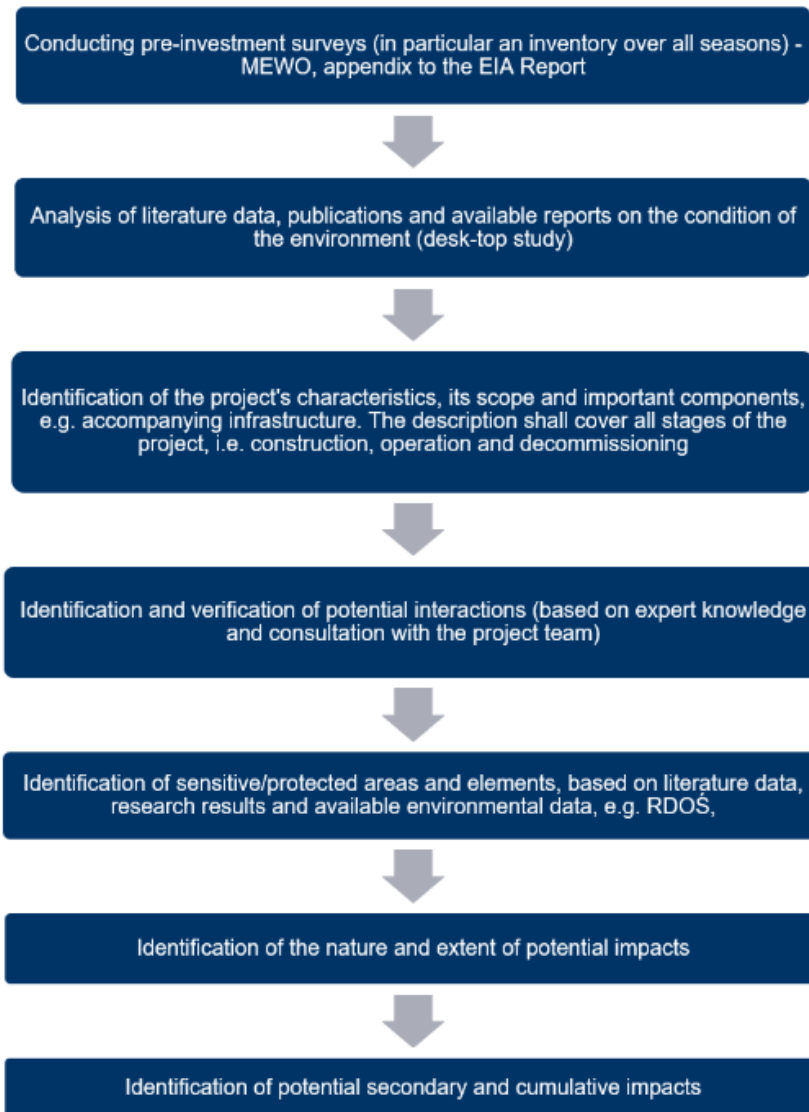 Conducting pre-investment surveys (in particular an inventory over all seasons) -
MEWO, appendix to the EIA Report
Analysis of literature data, publications and available reports on the condition of
the environment (desk-top study)
Identification of the project's characteristics, its scope and important components,
e.g. accompanying infrastructure. The description shall cover all stages of the
project, i.e. construction, operation and decommissioning
Identification and verification of potential interactions (based on expert knowledge
and consultation with the project team)
Identification of sensitive/protected areas and elements, based on literature data,
research results and available environmental data, e.g. RDOŚ,
Identification of the nature and extent of potential impacts
Identification of potential secondary and cumulative impacts